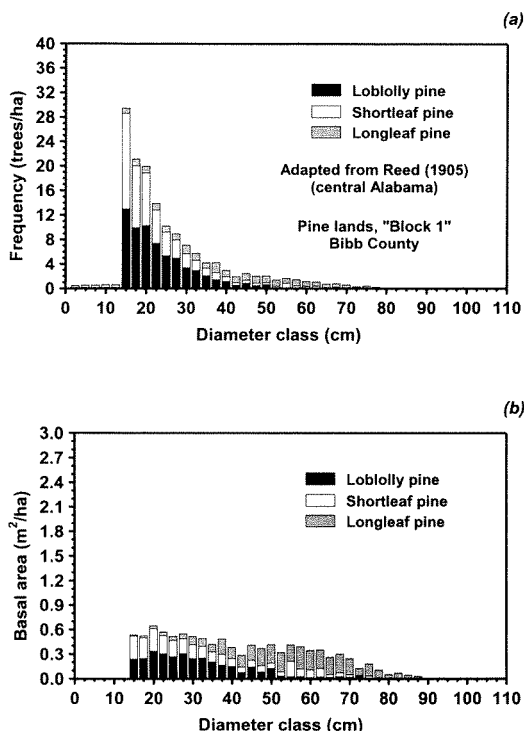 (a)
40
36
32
28
24
20
16
12
8
4
0
Frequency (trees/ha)
Loblolly pine
Shortleaf pine
Longleaf pine
Adapted from Reed (1905)
(central Alabama)
Pine lands, "Block 1"
Bibb County
0 10 20 30 40 50 60 70 80 90 100 110
Diameter class (cm)
(b)
3.0
2.7
2.4
2.1
1.8
1.5
1.2
0.9
0.6
0.3
0.0
Basal area (m²/ha)
Loblolly pine
Shortleaf pine
Longleaf pine
0 10 20 30 40 50 60 70 80 90 100 110
Diameter class (cm)